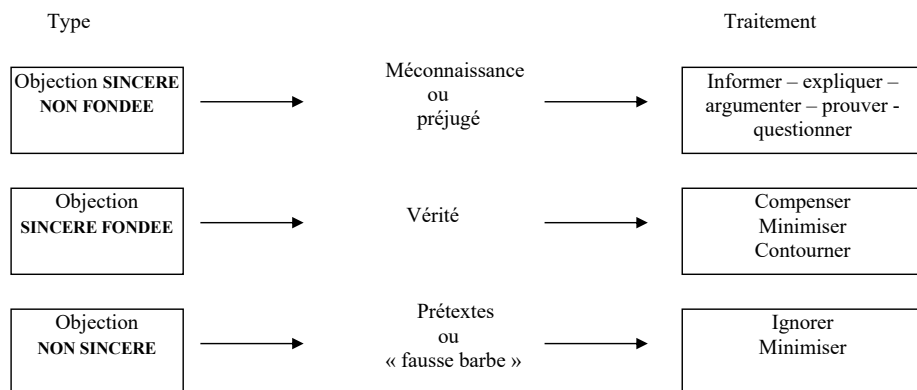 Type
Traitement
Objection SINCERE
NON FONDEE
Méconnaissance
ou
préjugé
Informer – expliquer –
argumenter – prouver -
questionner
Objection
SINCERE FONDEE
Vérité
Compenser
Minimiser
Contourner
Objection
NON SINCERE
Prétextes
ou
« fausse barbe »
Ignorer
Minimiser